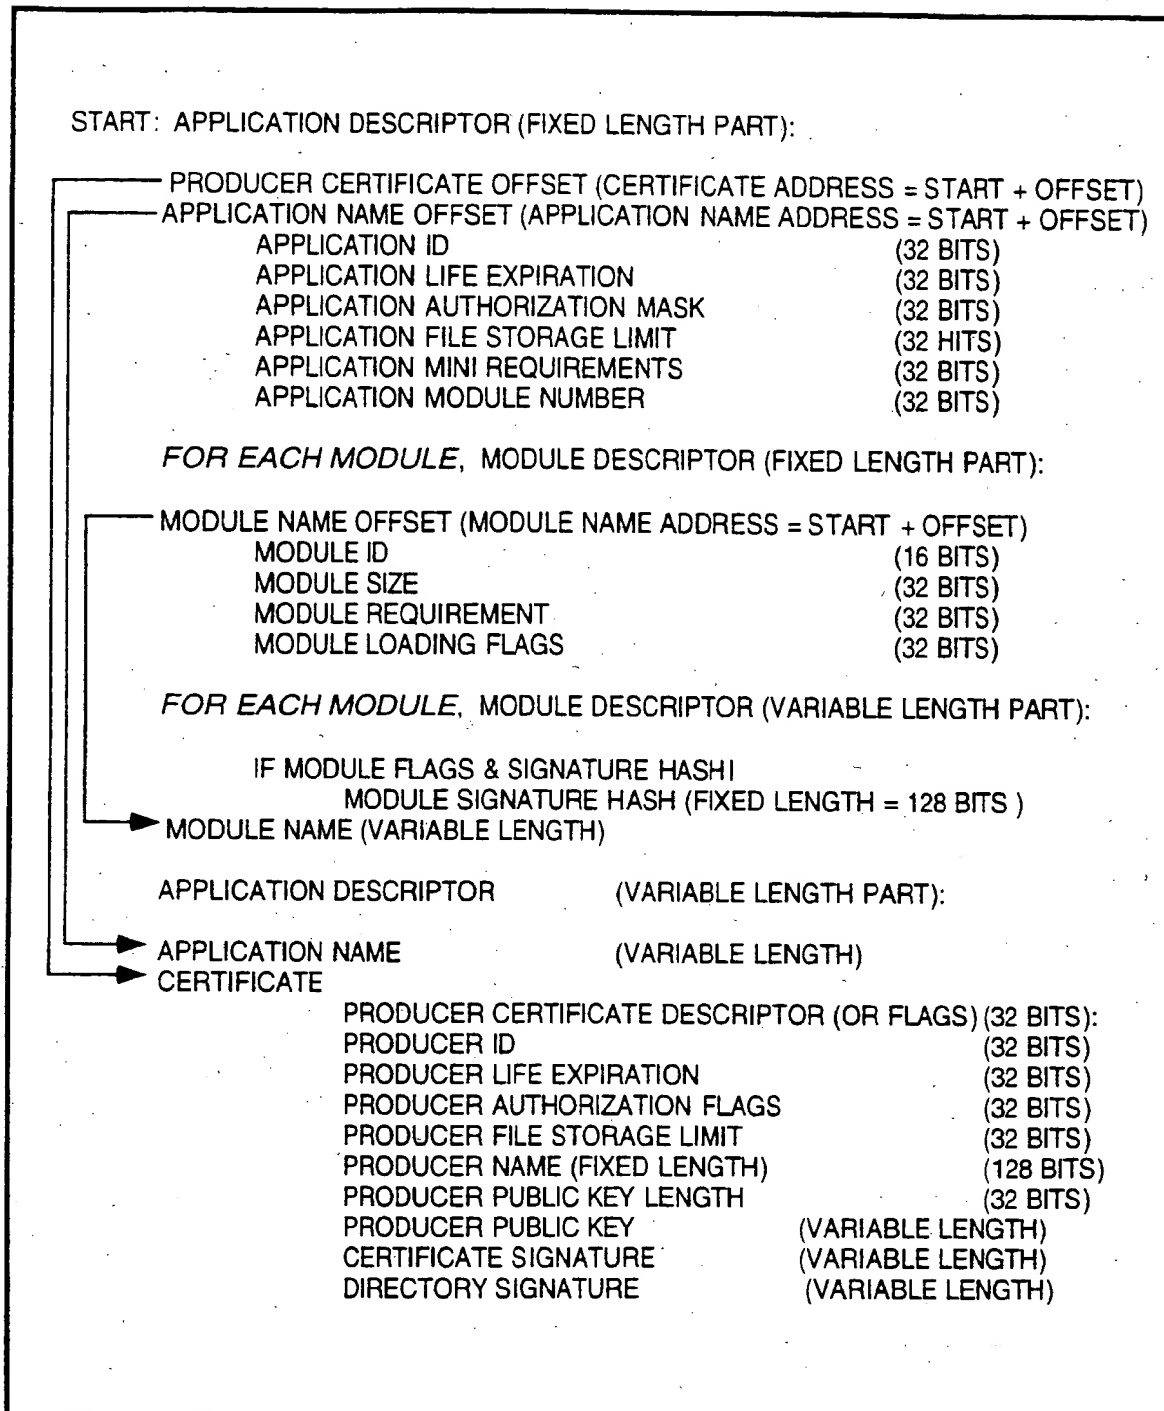 START: APPLICATION DESCRIPTOR (FIXED LENGTH PART):
PRODUCER CERTIFICATE OFFSET (CERTIFICATE ADDRESS = START + OFFSET)
APPLICATION NAME OFFSET (APPLICATION NAME ADDRESS = START + OFFSET)
APPLICATION ID (32 BITS)
APPLICATION LIFE EXPIRATION (32 BITS)
APPLICATION AUTHORIZATION MASK (32 BITS)
APPLICATION FILE STORAGE LIMIT (32 HITS)
APPLICATION MINI REQUIREMENTS (32 BITS)
APPLICATION MODULE NUMBER (32 BITS)
FOR EACH MODULE, MODULE DESCRIPTOR (FIXED LENGTH PART):
MODULE NAME OFFSET (MODULE NAME ADDRESS = START + OFFSET)
MODULE ID (16 BITS)
MODULE SIZE (32 BITS)
MODULE REQUIREMENT (32 BITS)
MODULE LOADING FLAGS (32 BITS)
FOR EACH MODULE, MODULE DESCRIPTOR (VARIABLE LENGTH PART):
IF MODULE FLAGS & SIGNATURE HASH I
MODULE SIGNATURE HASH (FIXED LENGTH = 128 BITS )
MODULE NAME (VARIABLE LENGTH)
APPLICATION DESCRIPTOR (VARIABLE LENGTH PART):
APPLICATION NAME (VARIABLE LENGTH)
CERTIFICATE
PRODUCER CERTIFICATE DESCRIPTOR (OR FLAGS) (32 BITS):
PRODUCER ID (32 BITS)
PRODUCER LIFE EXPIRATION (32 BITS)
PRODUCER AUTHORIZATION FLAGS (32 BITS)
PRODUCER FILE STORAGE LIMIT (32 BITS)
PRODUCER NAME (FIXED LENGTH) (128 BITS)
PRODUCER PUBLIC KEY LENGTH (32 BITS)
PRODUCER PUBLIC KEY (VARIABLE LENGTH)
CERTIFICATE SIGNATURE (VARIABLE LENGTH)
DIRECTORY SIGNATURE (VARIABLE LENGTH)